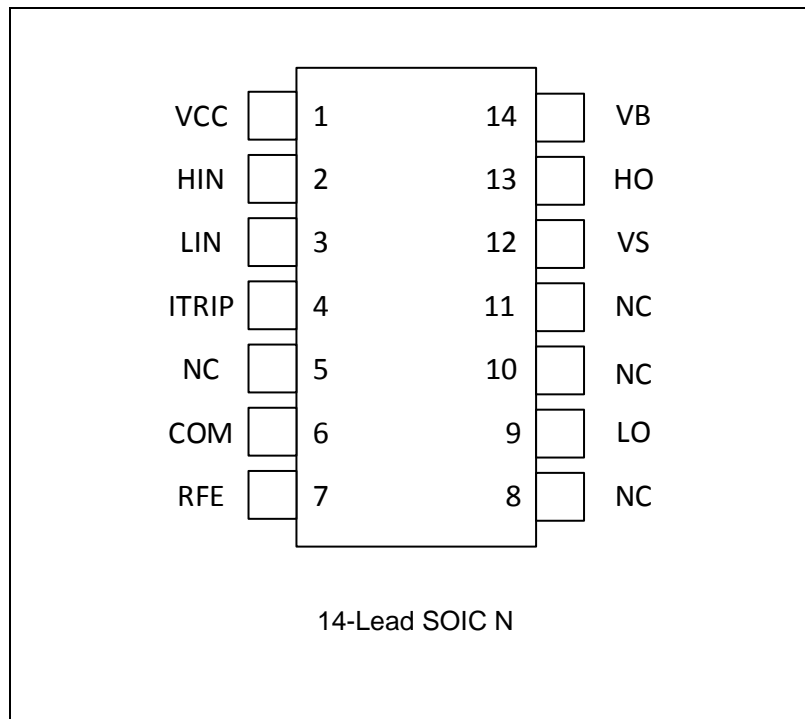 VCC 1 14 VB
HIN 2 13 HO
LIN 3 12 VS
ITRIP 4 11 NC
NC 5 10 NC
COM 6 9 LO
RFE 7 8 NC
14-Lead SOIC N